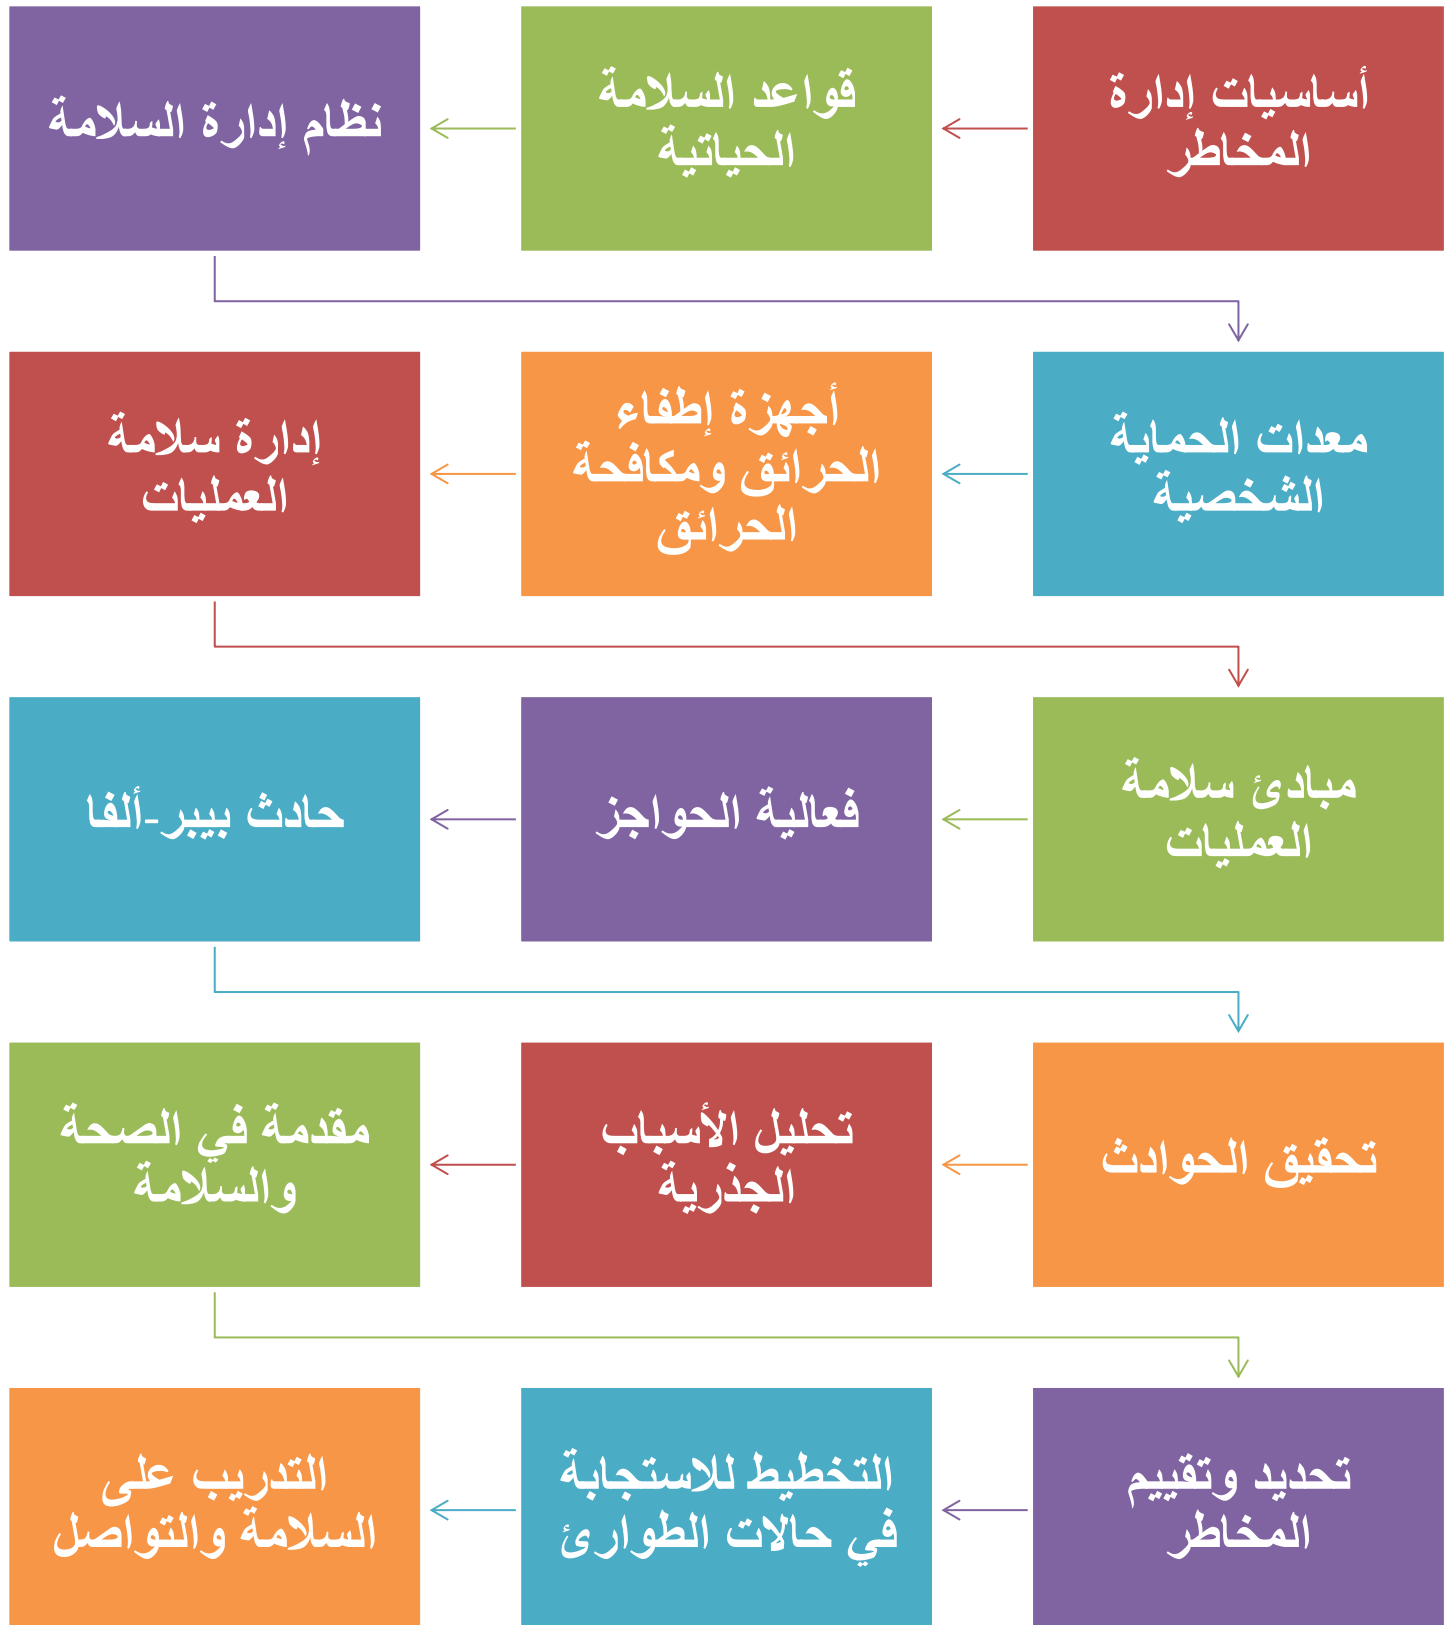 أساسيات إدارة
المخاطر
قواعد السلامة
الحياتية
نظام إدارة السلامة
معدات الحماية
الشخصية
أجهزة إطفاء
الحرائق ومكافحة
الحرائق
إدارة سلامة
العمليات
مبادئ سلامة
العمليات
فعالية الحواجز
حادث بيبر-ألفا
تحقيق الحوادث
تحليل الأسباب
الجذرية
مقدمة في الصحة
والسلامة
تحديد وتقييم
المخاطر
التخطيط للاستجابة
في حالات الطوارئ
التدريب على
السلامة والتواصل